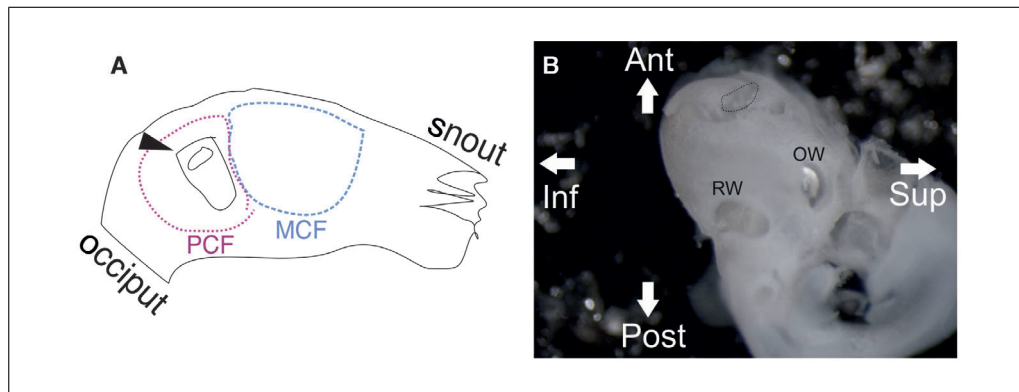 A
snout
PCF
MCF
occiput
B
Ant
Inf
Sup
OW
RW
Post